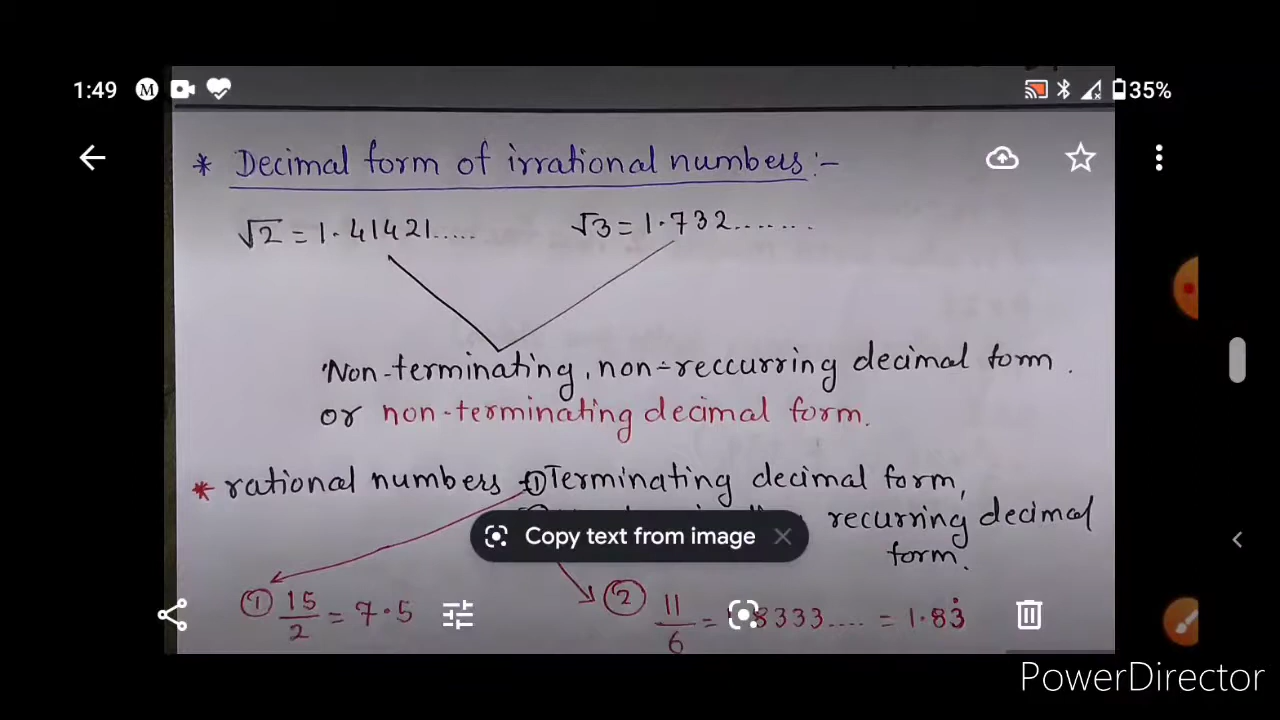 1:49 M 35%
* Decimal form of irrational numbers :-
√2 = 1.41421..... √3 = 1.732.......
Non-terminating, non-reccurring decimal form.
or non-terminating decimal form.
* rational numbers → ① Terminating decimal form,
recurring decimal
form.
Copy text from image
① 15/2 = 7.5 ② 11/6 = 8333.... = 1.83̇
PowerDirector